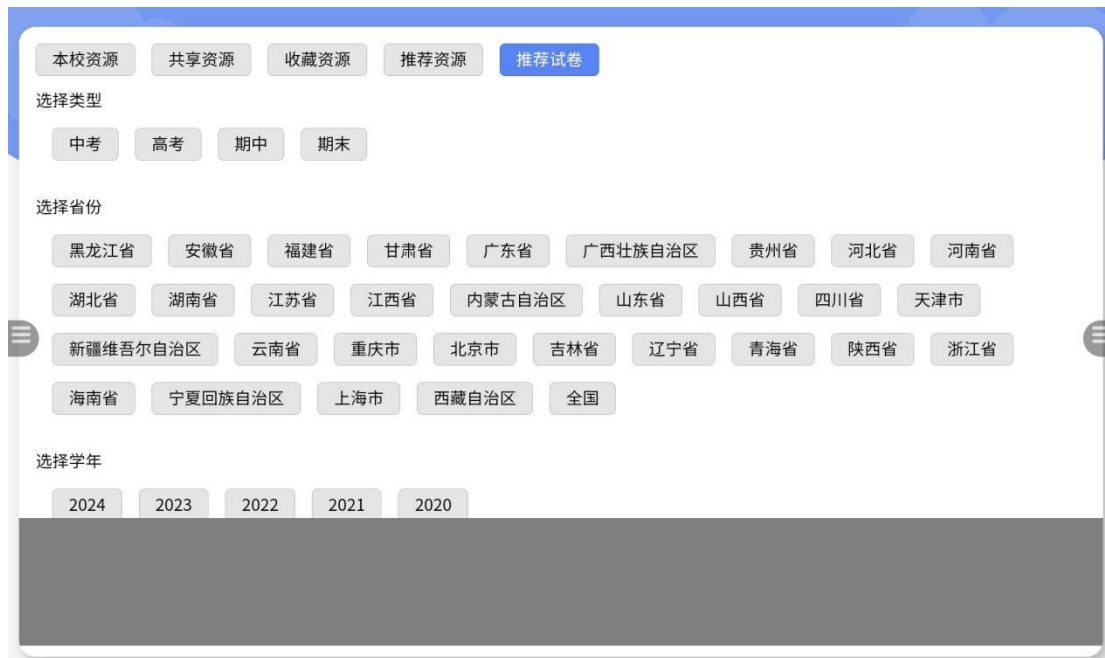 本校资源 共享资源 收藏资源 推荐资源 推荐试卷
选择类型
中考 高考 期中 期末
选择省份
黑龙江省 安徽省 福建省 甘肃省 广东省 广西壮族自治区 贵州省 河北省 河南省
湖北省 湖南省 江苏省 江西省 内蒙古自治区 山东省 山西省 四川省 天津市
新疆维吾尔自治区 云南省 重庆市 北京市 吉林省 辽宁省 青海省 陕西省 浙江省
海南省 宁夏回族自治区 上海市 西藏自治区 全国
选择学年
2024 2023 2022 2021 2020